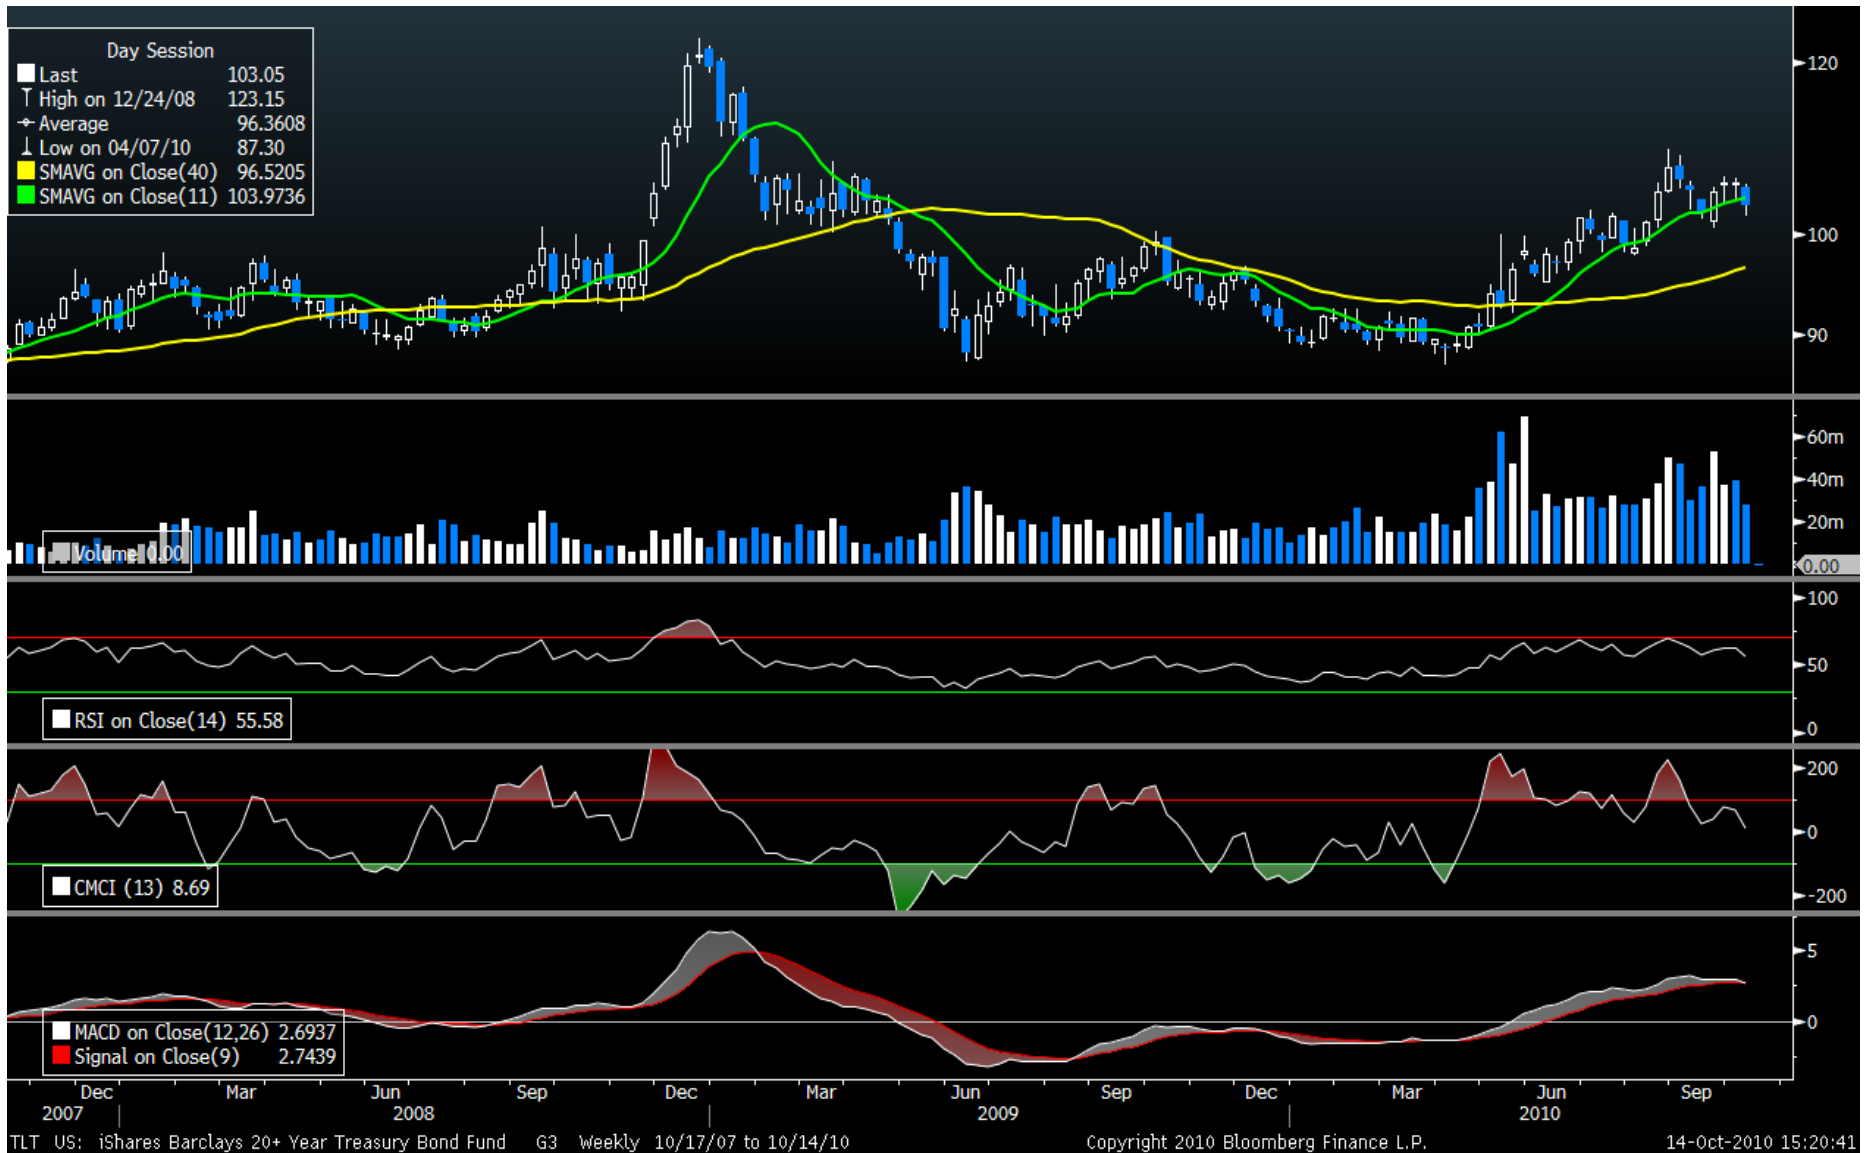 Day Session
Last 103.05
High on 12/24/08 123.15
Average 96.3608
Low on 04/07/10 87.30
SMAVG on Close(40) 96.5205
SMAVG on Close(11) 103.9736
120
100
90
60m
40m
20m
Volume 0.00
0.00
100
50
RSI on Close(14) 55.58
0
200
0
CMCI (13) 8.69
-200
5
MACD on Close(12,26) 2.6937
0
Signal on Close(9) 2.7439
Dec Mar Jun Sep Dec Mar Jun Sep Dec Mar Jun Sep
2007 2008 2009 2010
TLT US: iShares Barclays 20+ Year Treasury Bond Fund G3 Weekly 10/17/07 to 10/14/10 Copyright 2010 Bloomberg Finance L.P. 14-Oct-2010 15:20:41